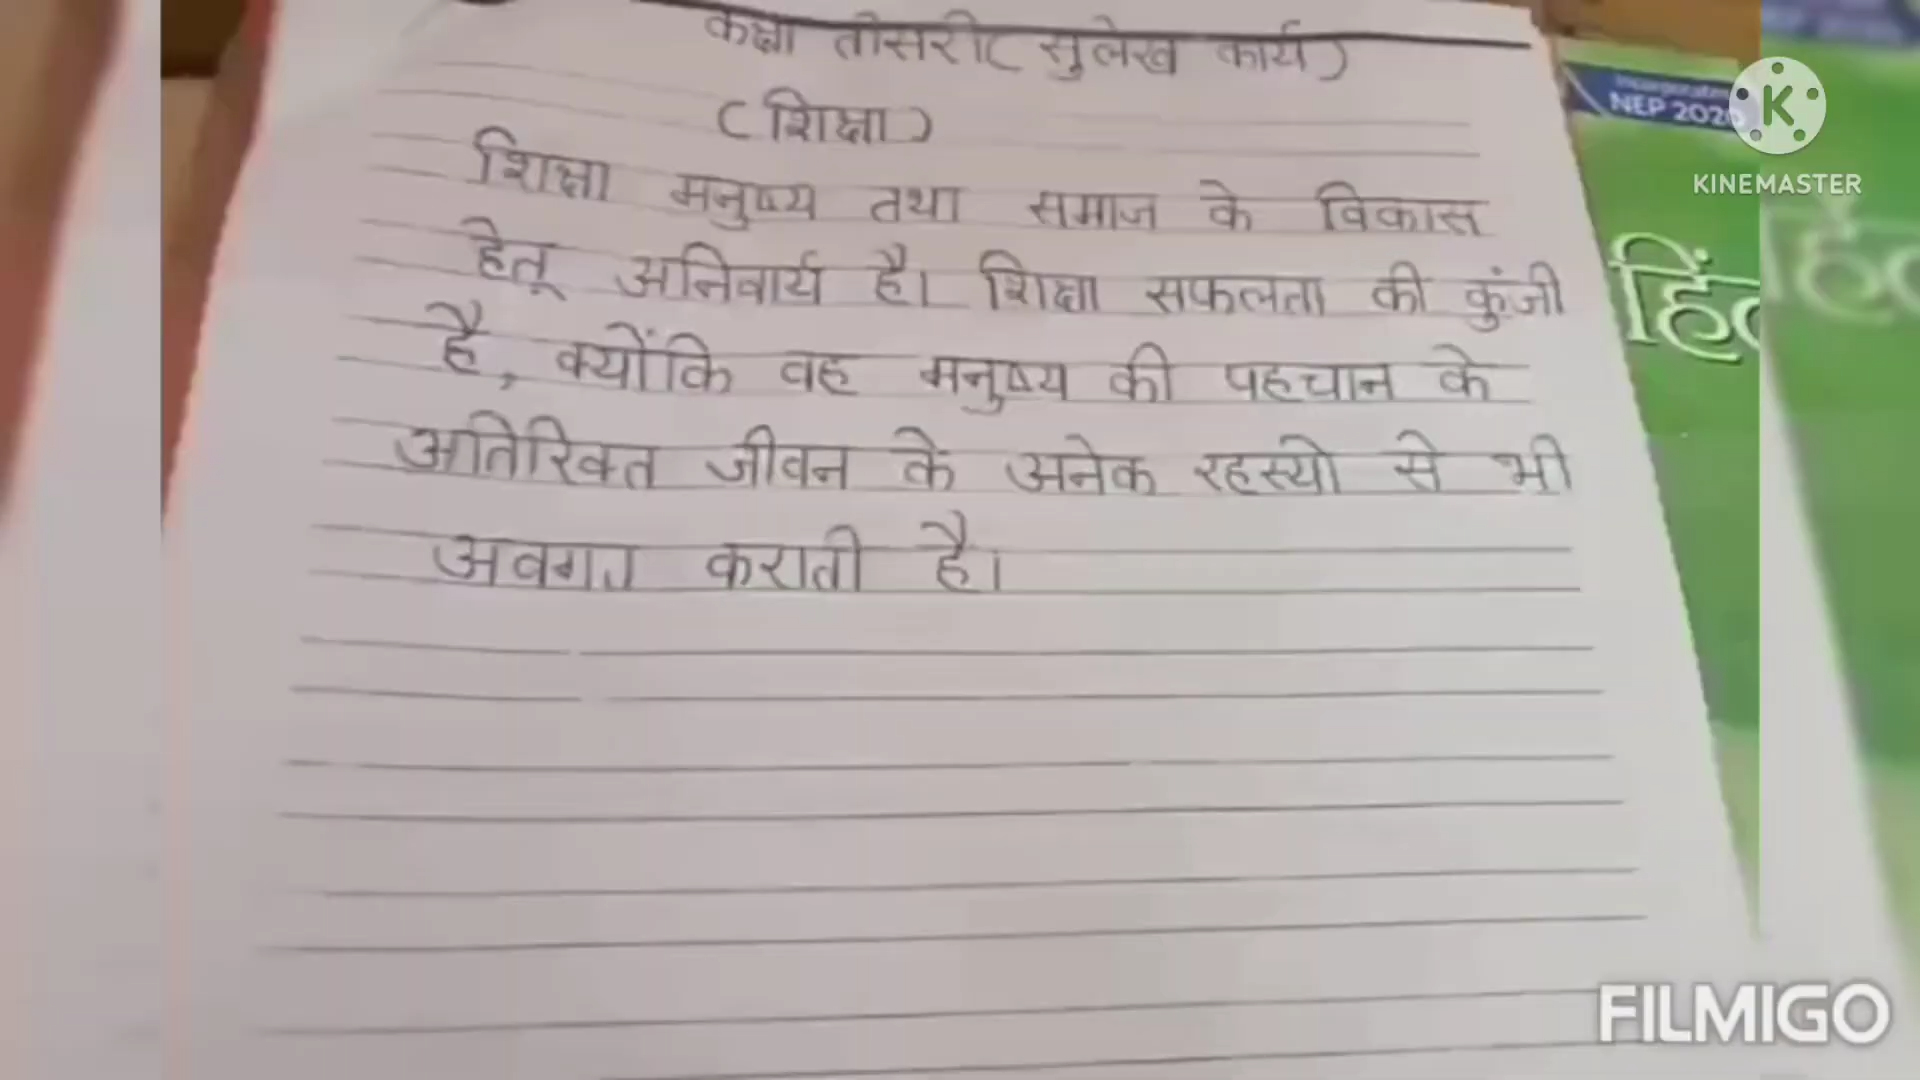 कक्षा तीसरी ( सुलेख कार्य )
( शिक्षा )
शिक्षा मनुष्य तथा समाज के विकास
हेतू अनिवार्य है। शिक्षा सफलता की कुंजी
है, क्योंकि वह मनुष्य की पहचान के
अतिरिक्त जीवन के अनेक रहस्यो से भी
अवगत कराती है।
NEP 2020
KINEMASTER
FILMIGO